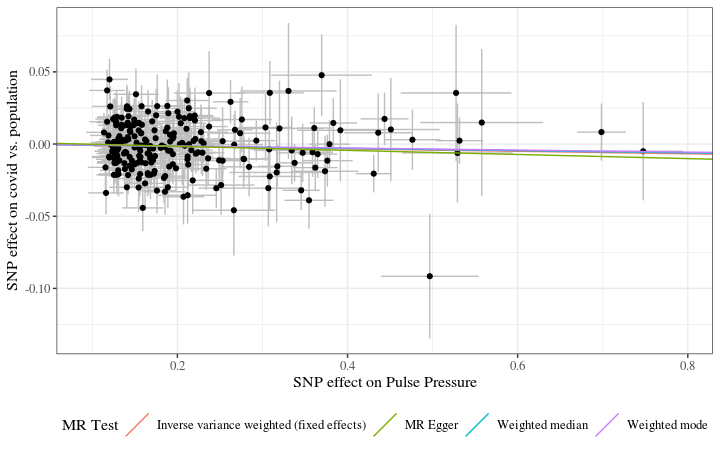 SNP effect on covid vs. population
0.05
0.00
-0.05
-0.10
0.2
0.4
0.6
0.8
SNP effect on Pulse Pressure
MR Test
Inverse variance weighted (fixed effects)
MR Egger
Weighted median
Weighted mode